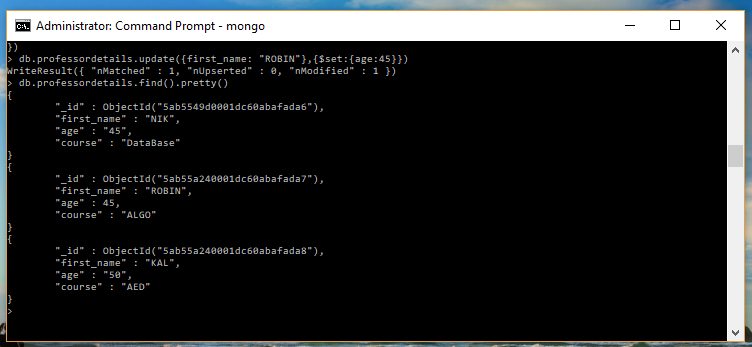 Administrator: Command Prompt - mongo
})
> db.professordetails.update({first_name: "ROBIN"},{$set:{age:45}})
WriteResult({ "nMatched" : 1, "nUpserted" : 0, "nModified" : 1 })
> db.professordetails.find().pretty()
{
"_id" : ObjectId("5ab5549d0001dc60abafada6"),
"first_name" : "NIK",
"age" : "45",
"course" : "DataBase"
}
{
"_id" : ObjectId("5ab55a240001dc60abafada7"),
"first_name" : "ROBIN",
"age" : 45,
"course" : "ALGO"
}
{
"_id" : ObjectId("5ab55a240001dc60abafada8"),
"first_name" : "KAL",
"age" : "50",
"course" : "AED"
}
>